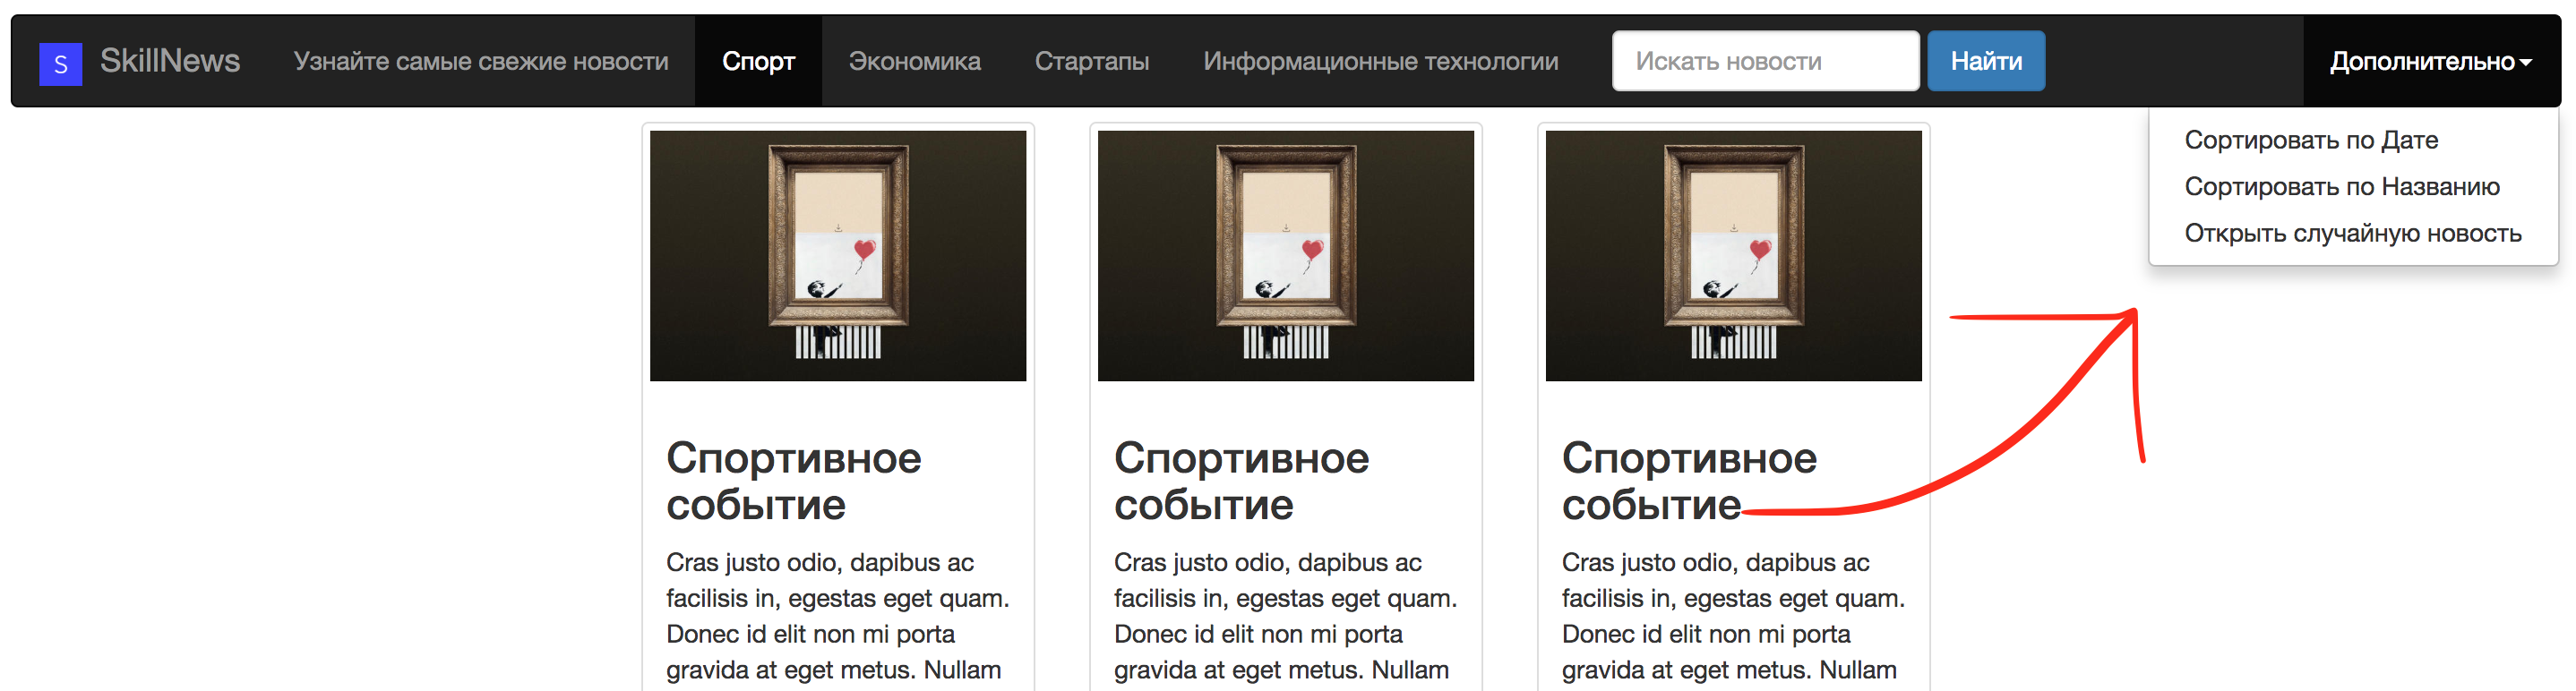 S SkillNews Узнайте самые свежие новости Спорт Экономика Стартапы Информационные технологии Искать новости Найти Дополнительно
Сортировать по Дате
Сортировать по Названию
Открыть случайную новость
Спортивное
событие
Cras justo odio, dapibus ac
facilisis in, egestas eget quam.
Donec id elit non mi porta
gravida at eget metus. Nullam
Спортивное
событие
Cras justo odio, dapibus ac
facilisis in, egestas eget quam.
Donec id elit non mi porta
gravida at eget metus. Nullam
Спортивное
событие
Cras justo odio, dapibus ac
facilisis in, egestas eget quam.
Donec id elit non mi porta
gravida at eget metus. Nullam